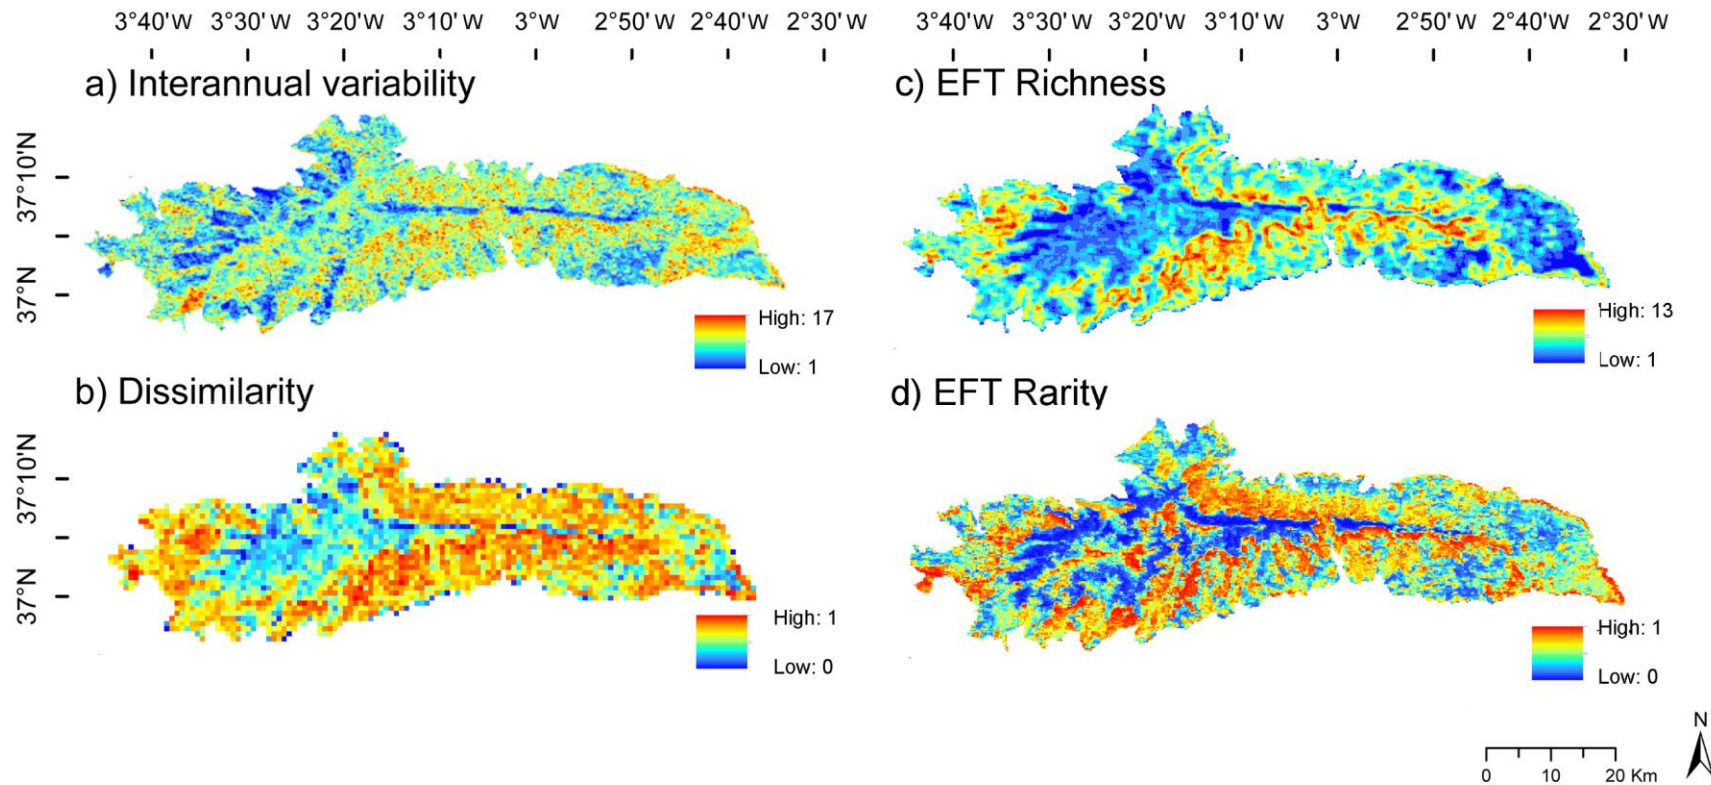 3°40'W 3°30'W 3°20'W 3°10'W 3°W 2°50'W 2°40'W 2°30'W
a) Interannual variability
37°10'N
37°N
High: 17
Low: 1
b) Dissimilarity
37°10'N
37°N
High: 1
Low: 0
3°40'W 3°30'W 3°20'W 3°10'W 3°W 2°50'W 2°40'W 2°30'W
c) EFT Richness
High: 13
Low: 1
d) EFT Rarity
High: 1
Low: 0
N
0 10 20 Km